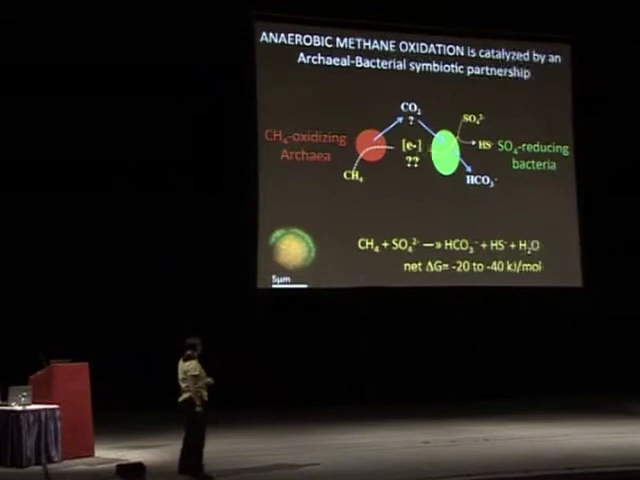 ANAEROBIC METHANE OXIDATION is catalyzed by an
Archaeal-Bacterial symbiotic partnership
CO₂
?
SO₄²⁻
CH₄-oxidizing
Archaea
[e-]
??
HS⁻
SO₄-reducing
bacteria
CH₄
HCO₃⁻
CH₄ + SO₄²⁻ —» HCO₃⁻ + HS⁻ + H₂O
net ΔG= -20 to -40 kJ/mol
5µm